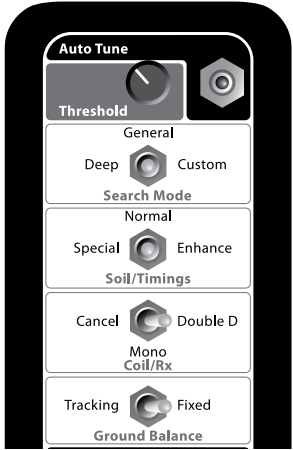 Auto Tune
Threshold
General
Deep Custom
Search Mode
Normal
Special Enhance
Soil/Timings
Cancel Double D
Mono
Coil/Rx
Tracking Fixed
Ground Balance